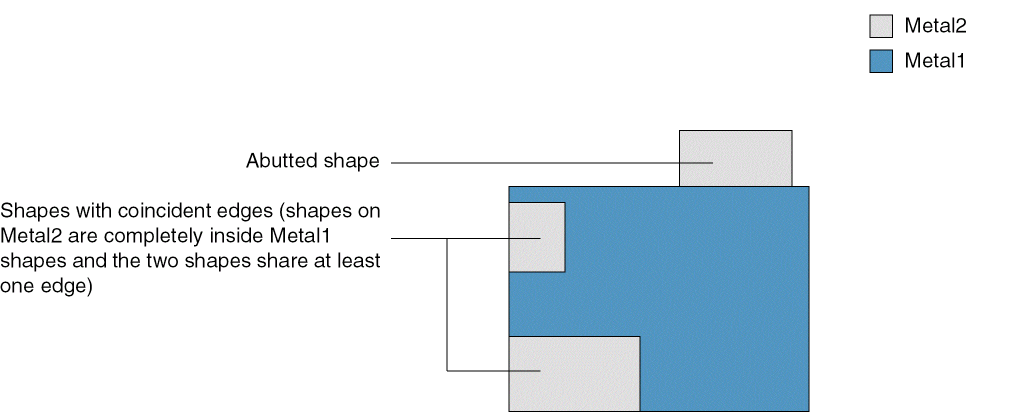 Metal2
Metal1
Abutted shape
Shapes with coincident edges (shapes on
Metal2 are completely inside Metal1
shapes and the two shapes share at least
one edge)